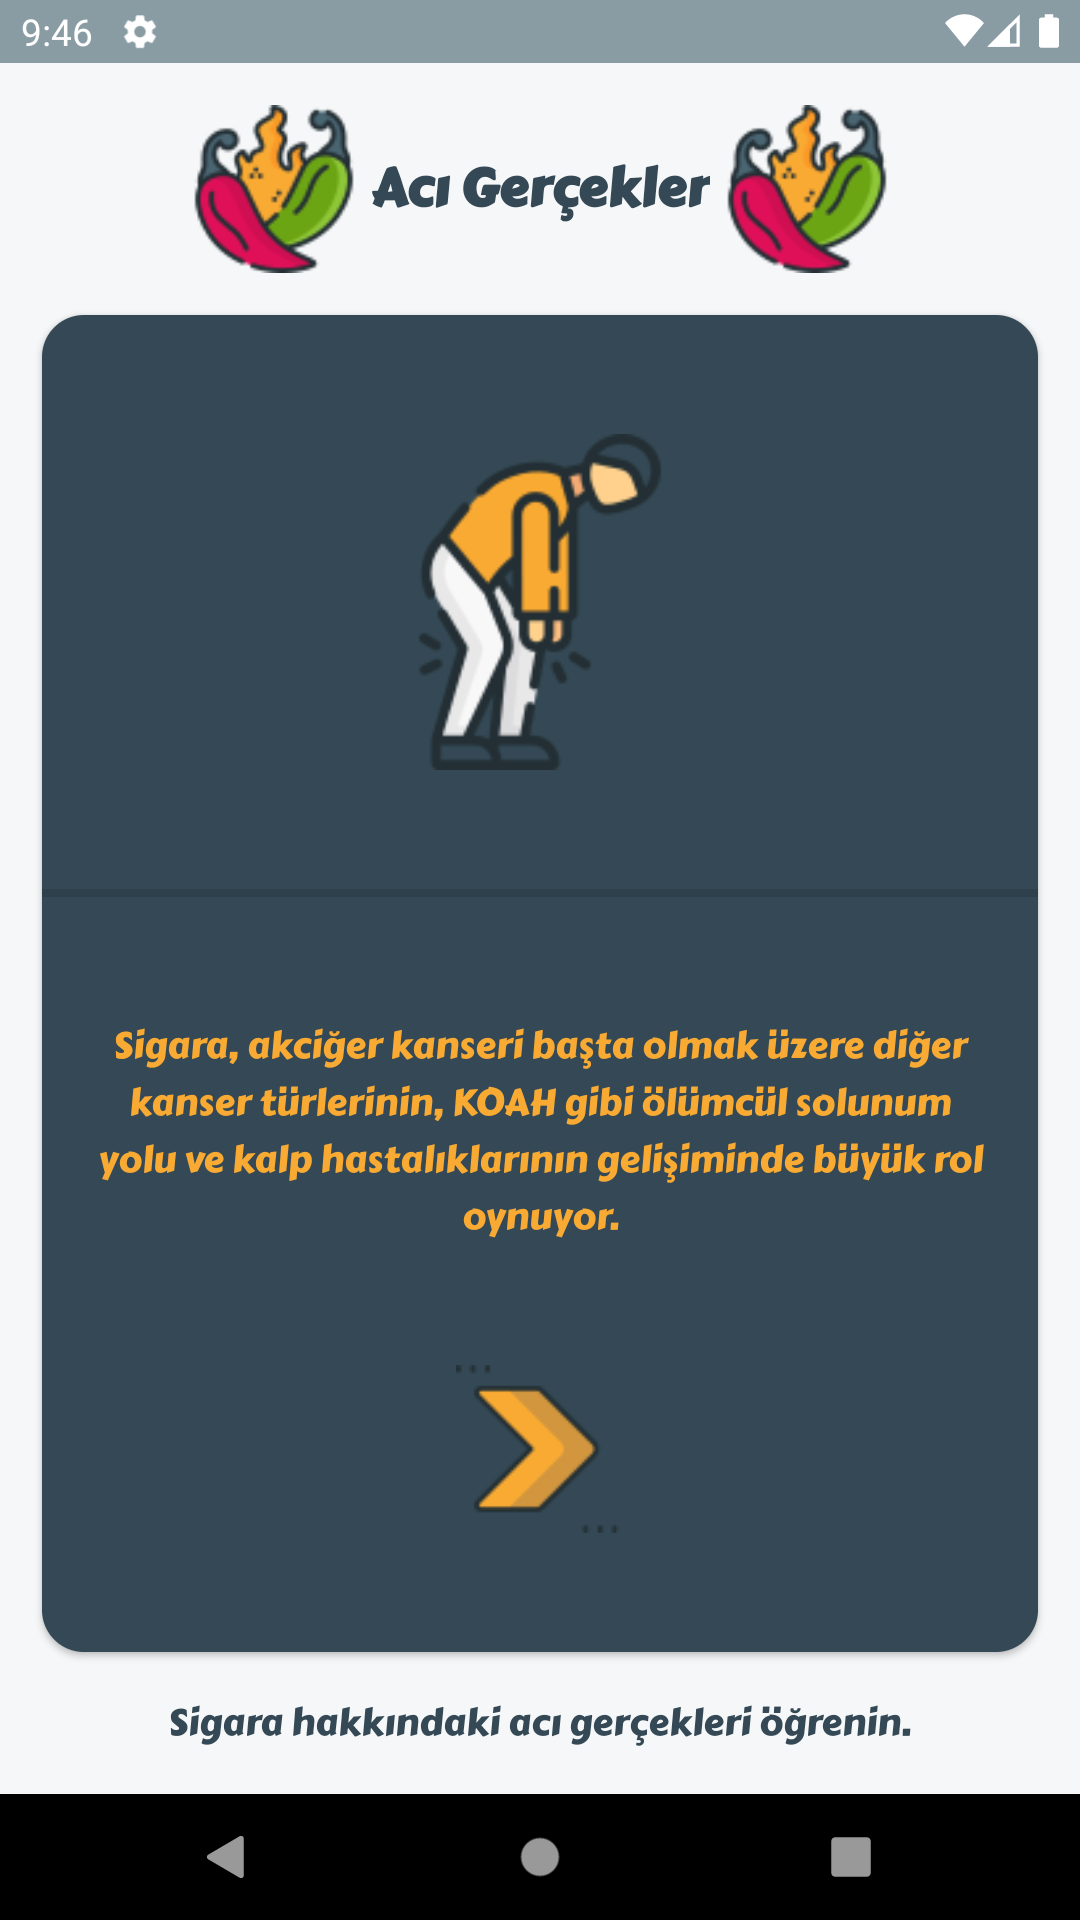 9:46
Acı Gerçekler
Sigara, akciğer kanseri başta olmak üzere diğer
kanser türlerinin, KOAH gibi ölümcül solunum
yolu ve kalp hastalıklarının gelişiminde büyük rol
oynuyor.
Sigara hakkındaki acı gerçekleri öğrenin.